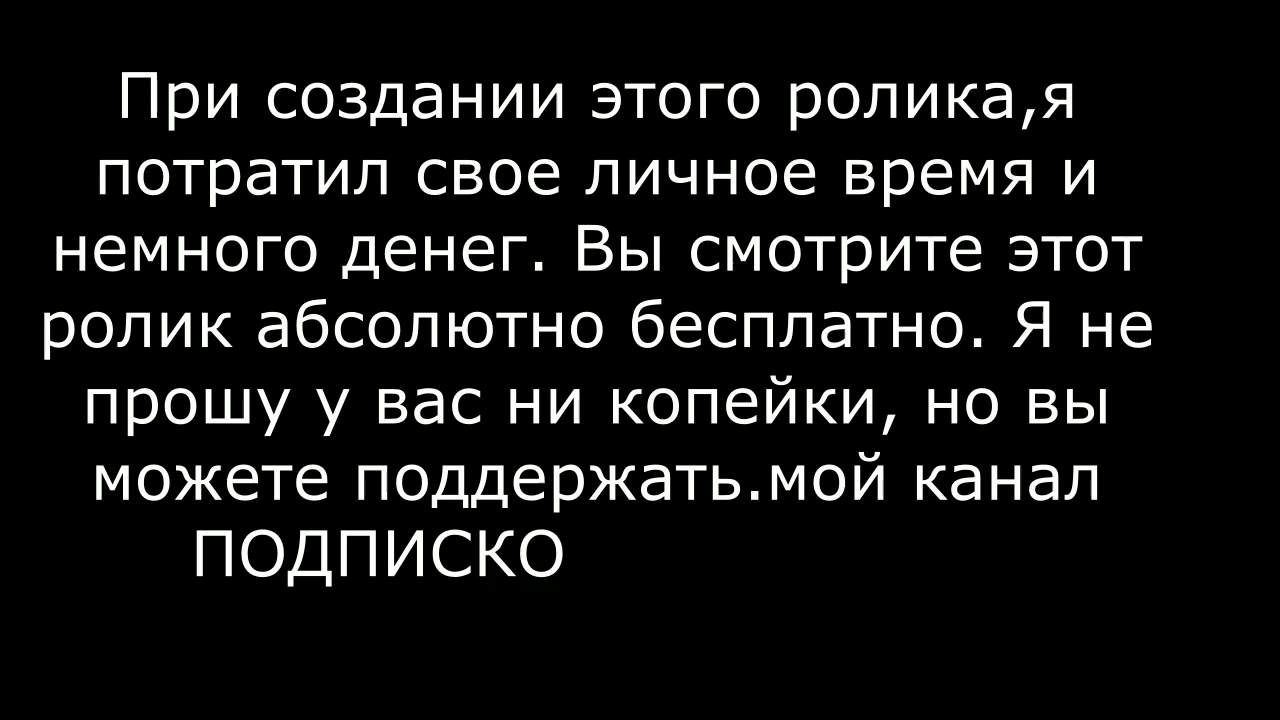 При создании этого ролика,я
потратил свое личное время и
немного денег. Вы смотрите этот
ролик абсолютно бесплатно. Я не
прошу у вас ни копейки, но вы
можете поддержать.мой канал
ПОДПИСКО